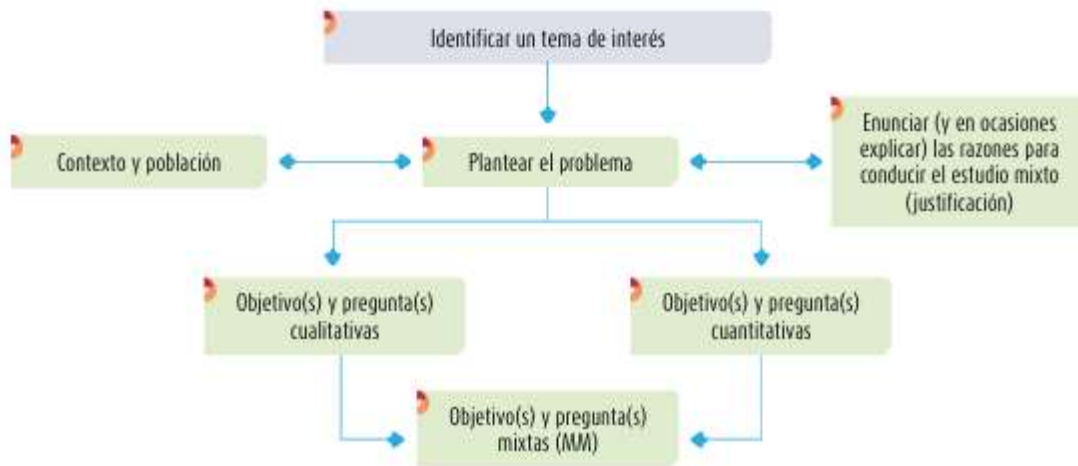 Identificar un tema de interés
Contexto y población
Plantear el problema
Enunciar (y en ocasiones
explicar) las razones para
conducir el estudio mixto
(justificación)
Objetivo(s) y pregunta(s)
cualitativas
Objetivo(s) y pregunta(s)
cuantitativas
Objetivo(s) y pregunta(s)
mixtas (MM)